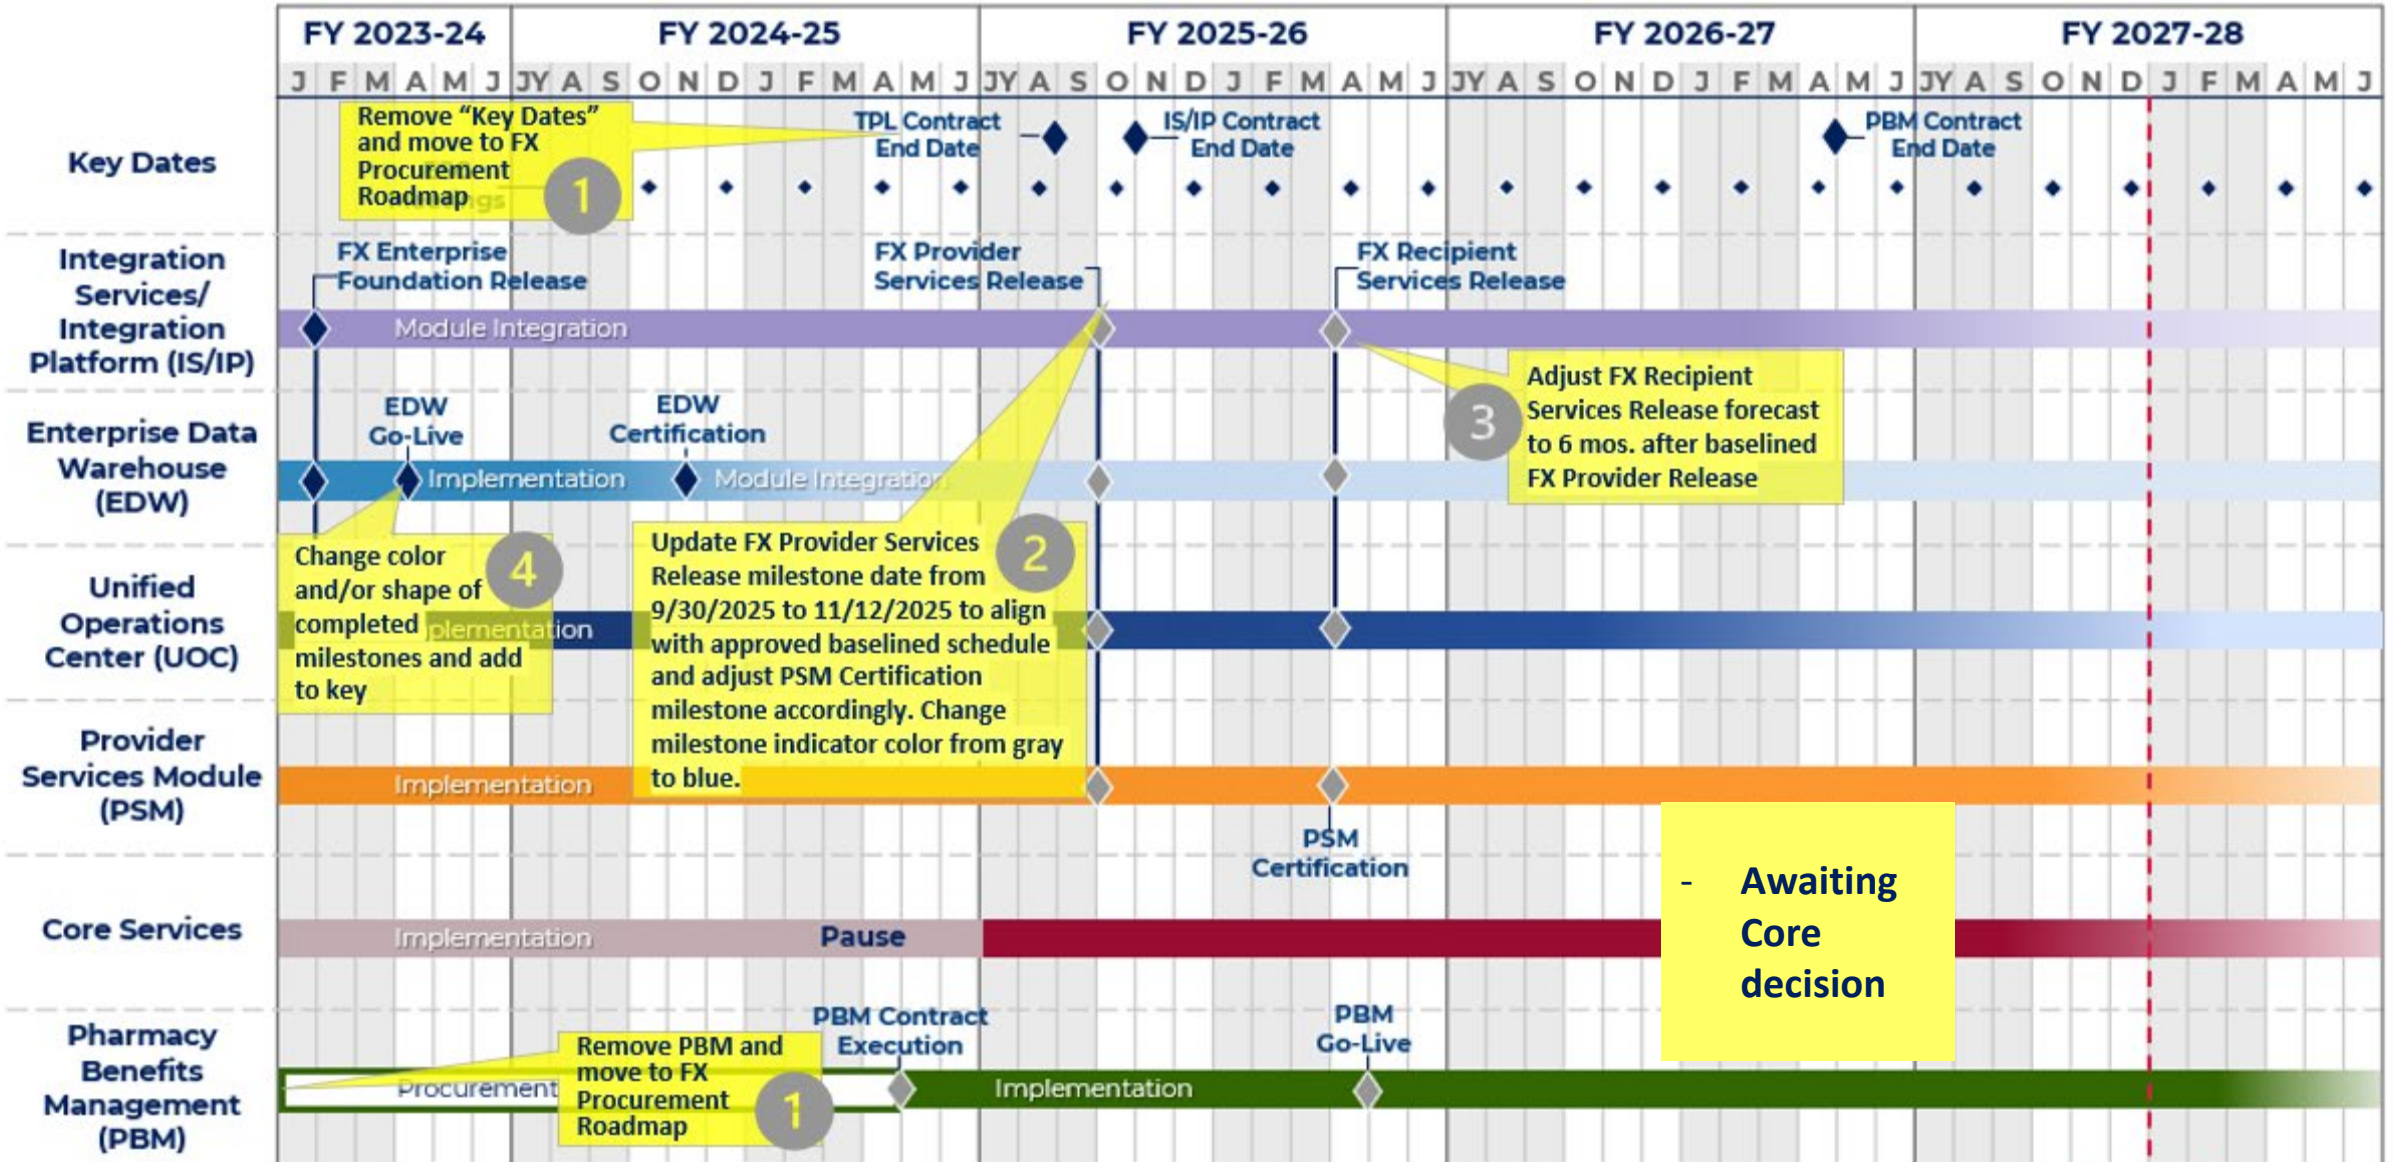 FY 2023-24 FY 2024-25 FY 2025-26 FY 2026-27 FY 2027-28
J F M A M J JY A S O N D J F M A M J JY A S O N D J F M A M J JY A S O N D J F M A M J JY A S O N D J F M A M J
Key Dates
Remove “Key Dates”
and move to FX
Procurement
Roadmap
1
TPL Contract
End Date
IS/IP Contract
End Date
PBM Contract
End Date
Integration
Services/
Integration
Platform (IS/IP)
FX Enterprise
Foundation Release
FX Provider
Services Release
FX Recipient
Services Release
Module Integration
Adjust FX Recipient
Services Release forecast
to 6 mos. after baselined
FX Provider Release
3
Enterprise Data
Warehouse
(EDW)
EDW
Go-Live
EDW
Certification
Implementation
Module Integration
Unified
Operations
Center (UOC)
Change color
and/or shape of
completed
milestones and add
to key
4
plementation
Update FX Provider Services
Release milestone date from
9/30/2025 to 11/12/2025 to align
with approved baselined schedule
and adjust PSM Certification
milestone accordingly. Change
milestone indicator color from gray
to blue.
2
Provider
Services Module
(PSM)
Implementation
PSM
Certification
Core Services
Implementation
Pause
- Awaiting
Core
decision
Pharmacy
Benefits
Management
(PBM)
PBM Contract
Execution
PBM
Go-Live
Procurement
Remove PBM and
move to FX
Procurement
Roadmap
1
Implementation